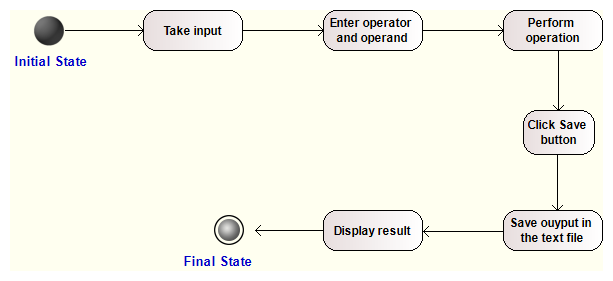 Initial State
Take input
Enter operator
and operand
Perform
operation
Click Save
button
Save ouyput in
the text file
Display result
Final State